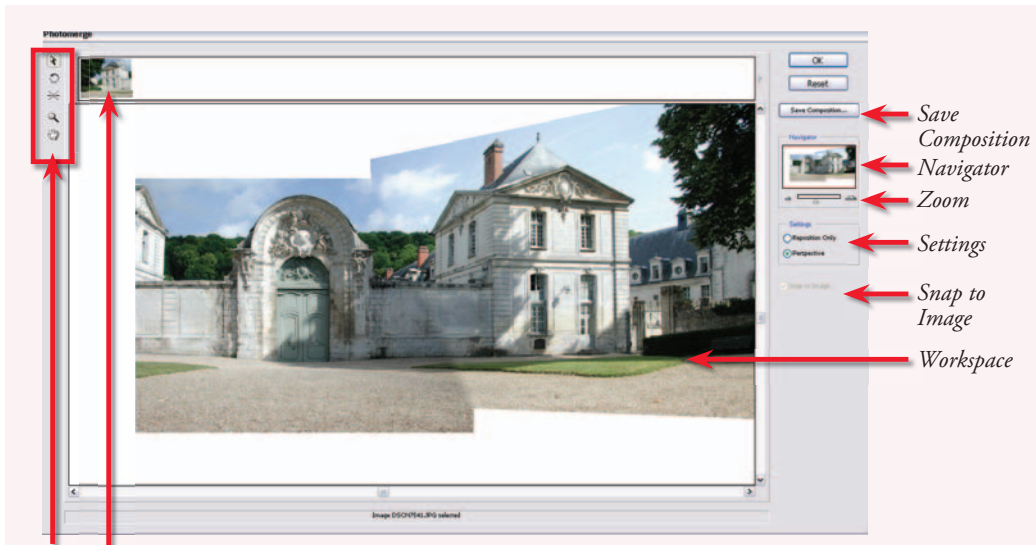 Photomerge
OK
Reset
Save Composition...
Save
Composition
Navigator
Navigator
Zoom
Settings
Reposition Only
Perspective
Settings
Snap to Image
Snap to
Image
Workspace
Image DSCN7541.JPG selected